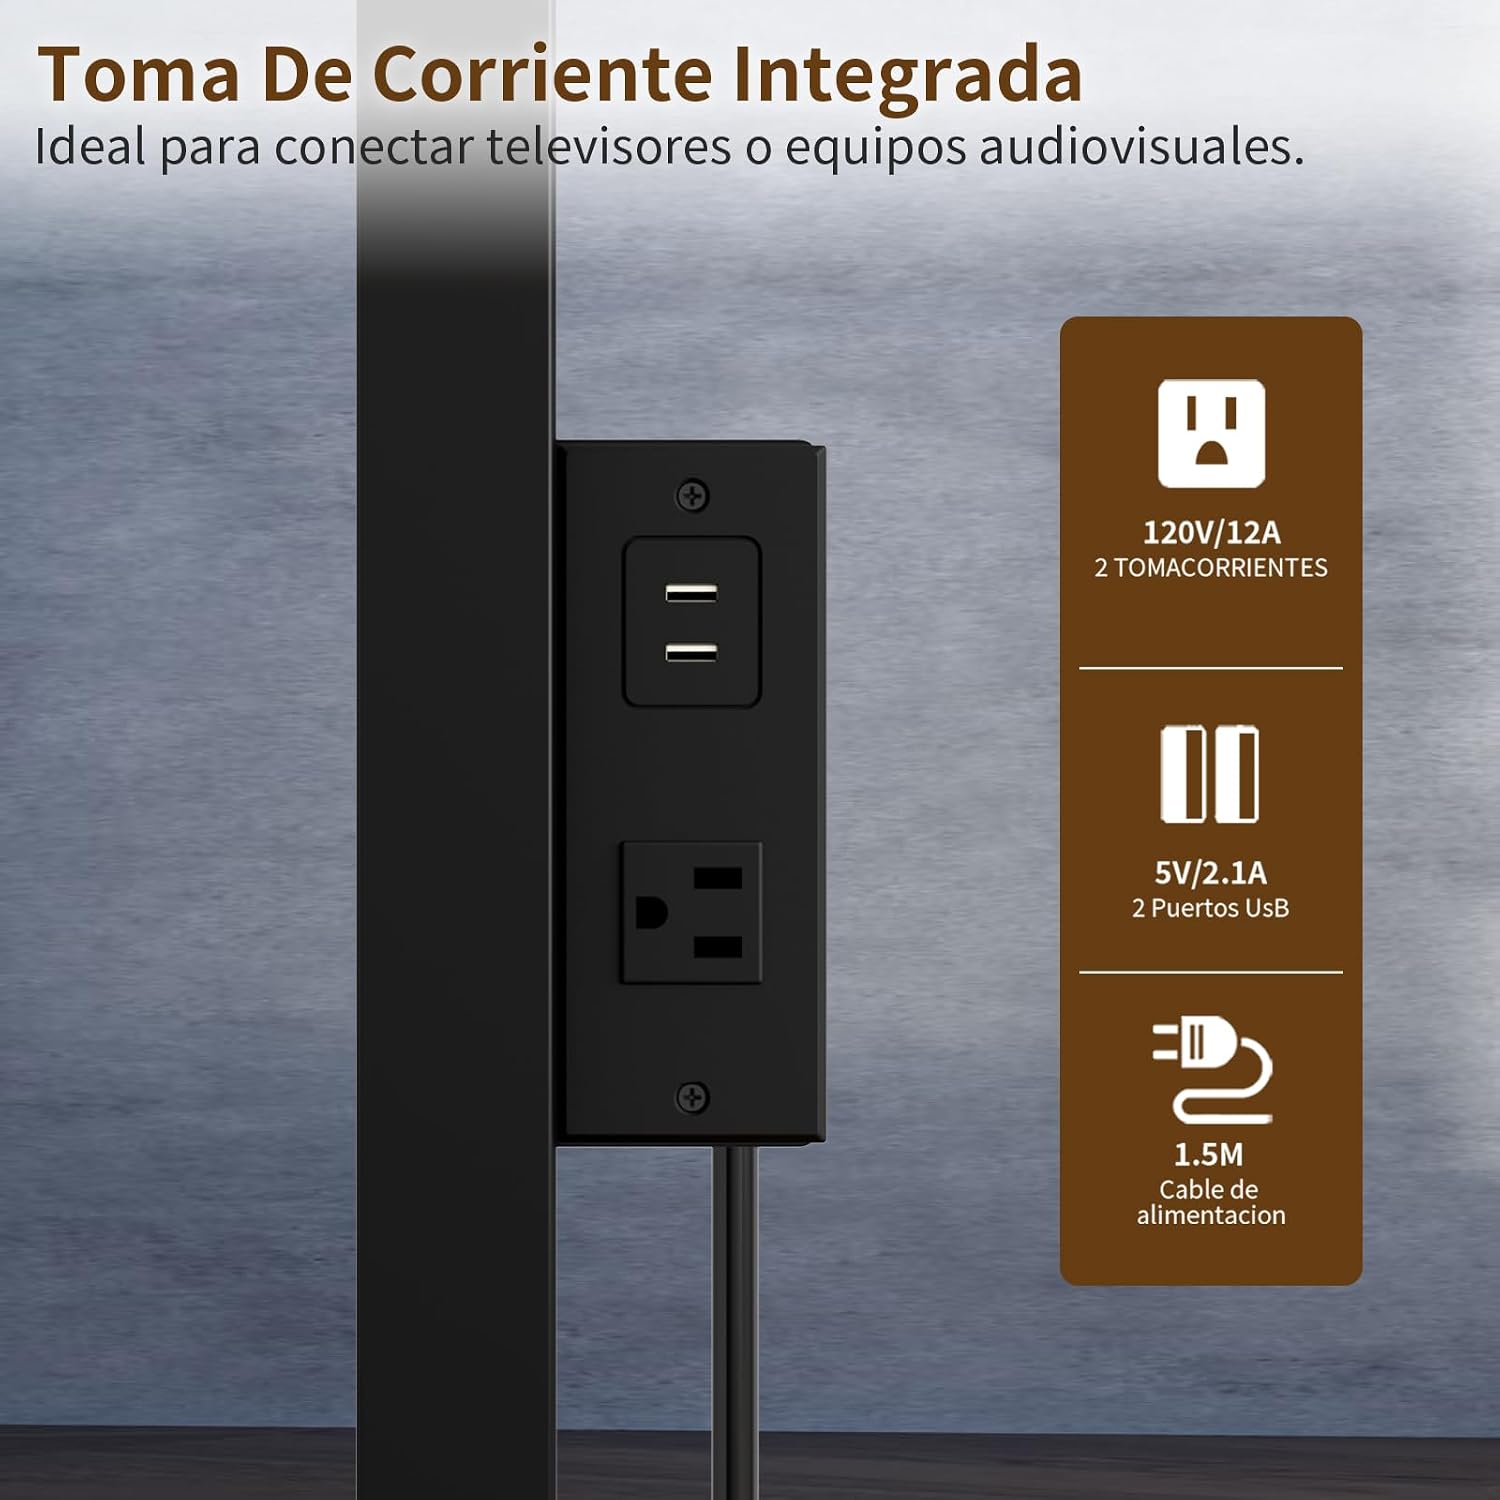 Toma De Corriente Integrada
Ideal para conectar televisores o equipos audiovisuales.
120V/12A
2 TOMACORRIENTES
5V/2.1A
2 Puertos UsB
1.5M
Cable de
alimentacion